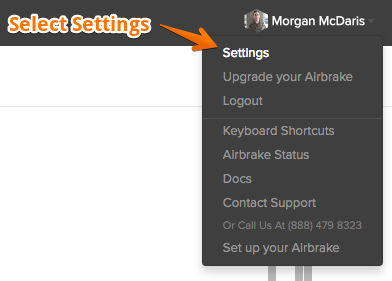 Select Settings
Morgan McDaris
Settings
Upgrade your Airbrake
Logout
Keyboard Shortcuts
Airbrake Status
Docs
Contact Support
Or Call Us At (888) 479 8323
Set up your Airbrake